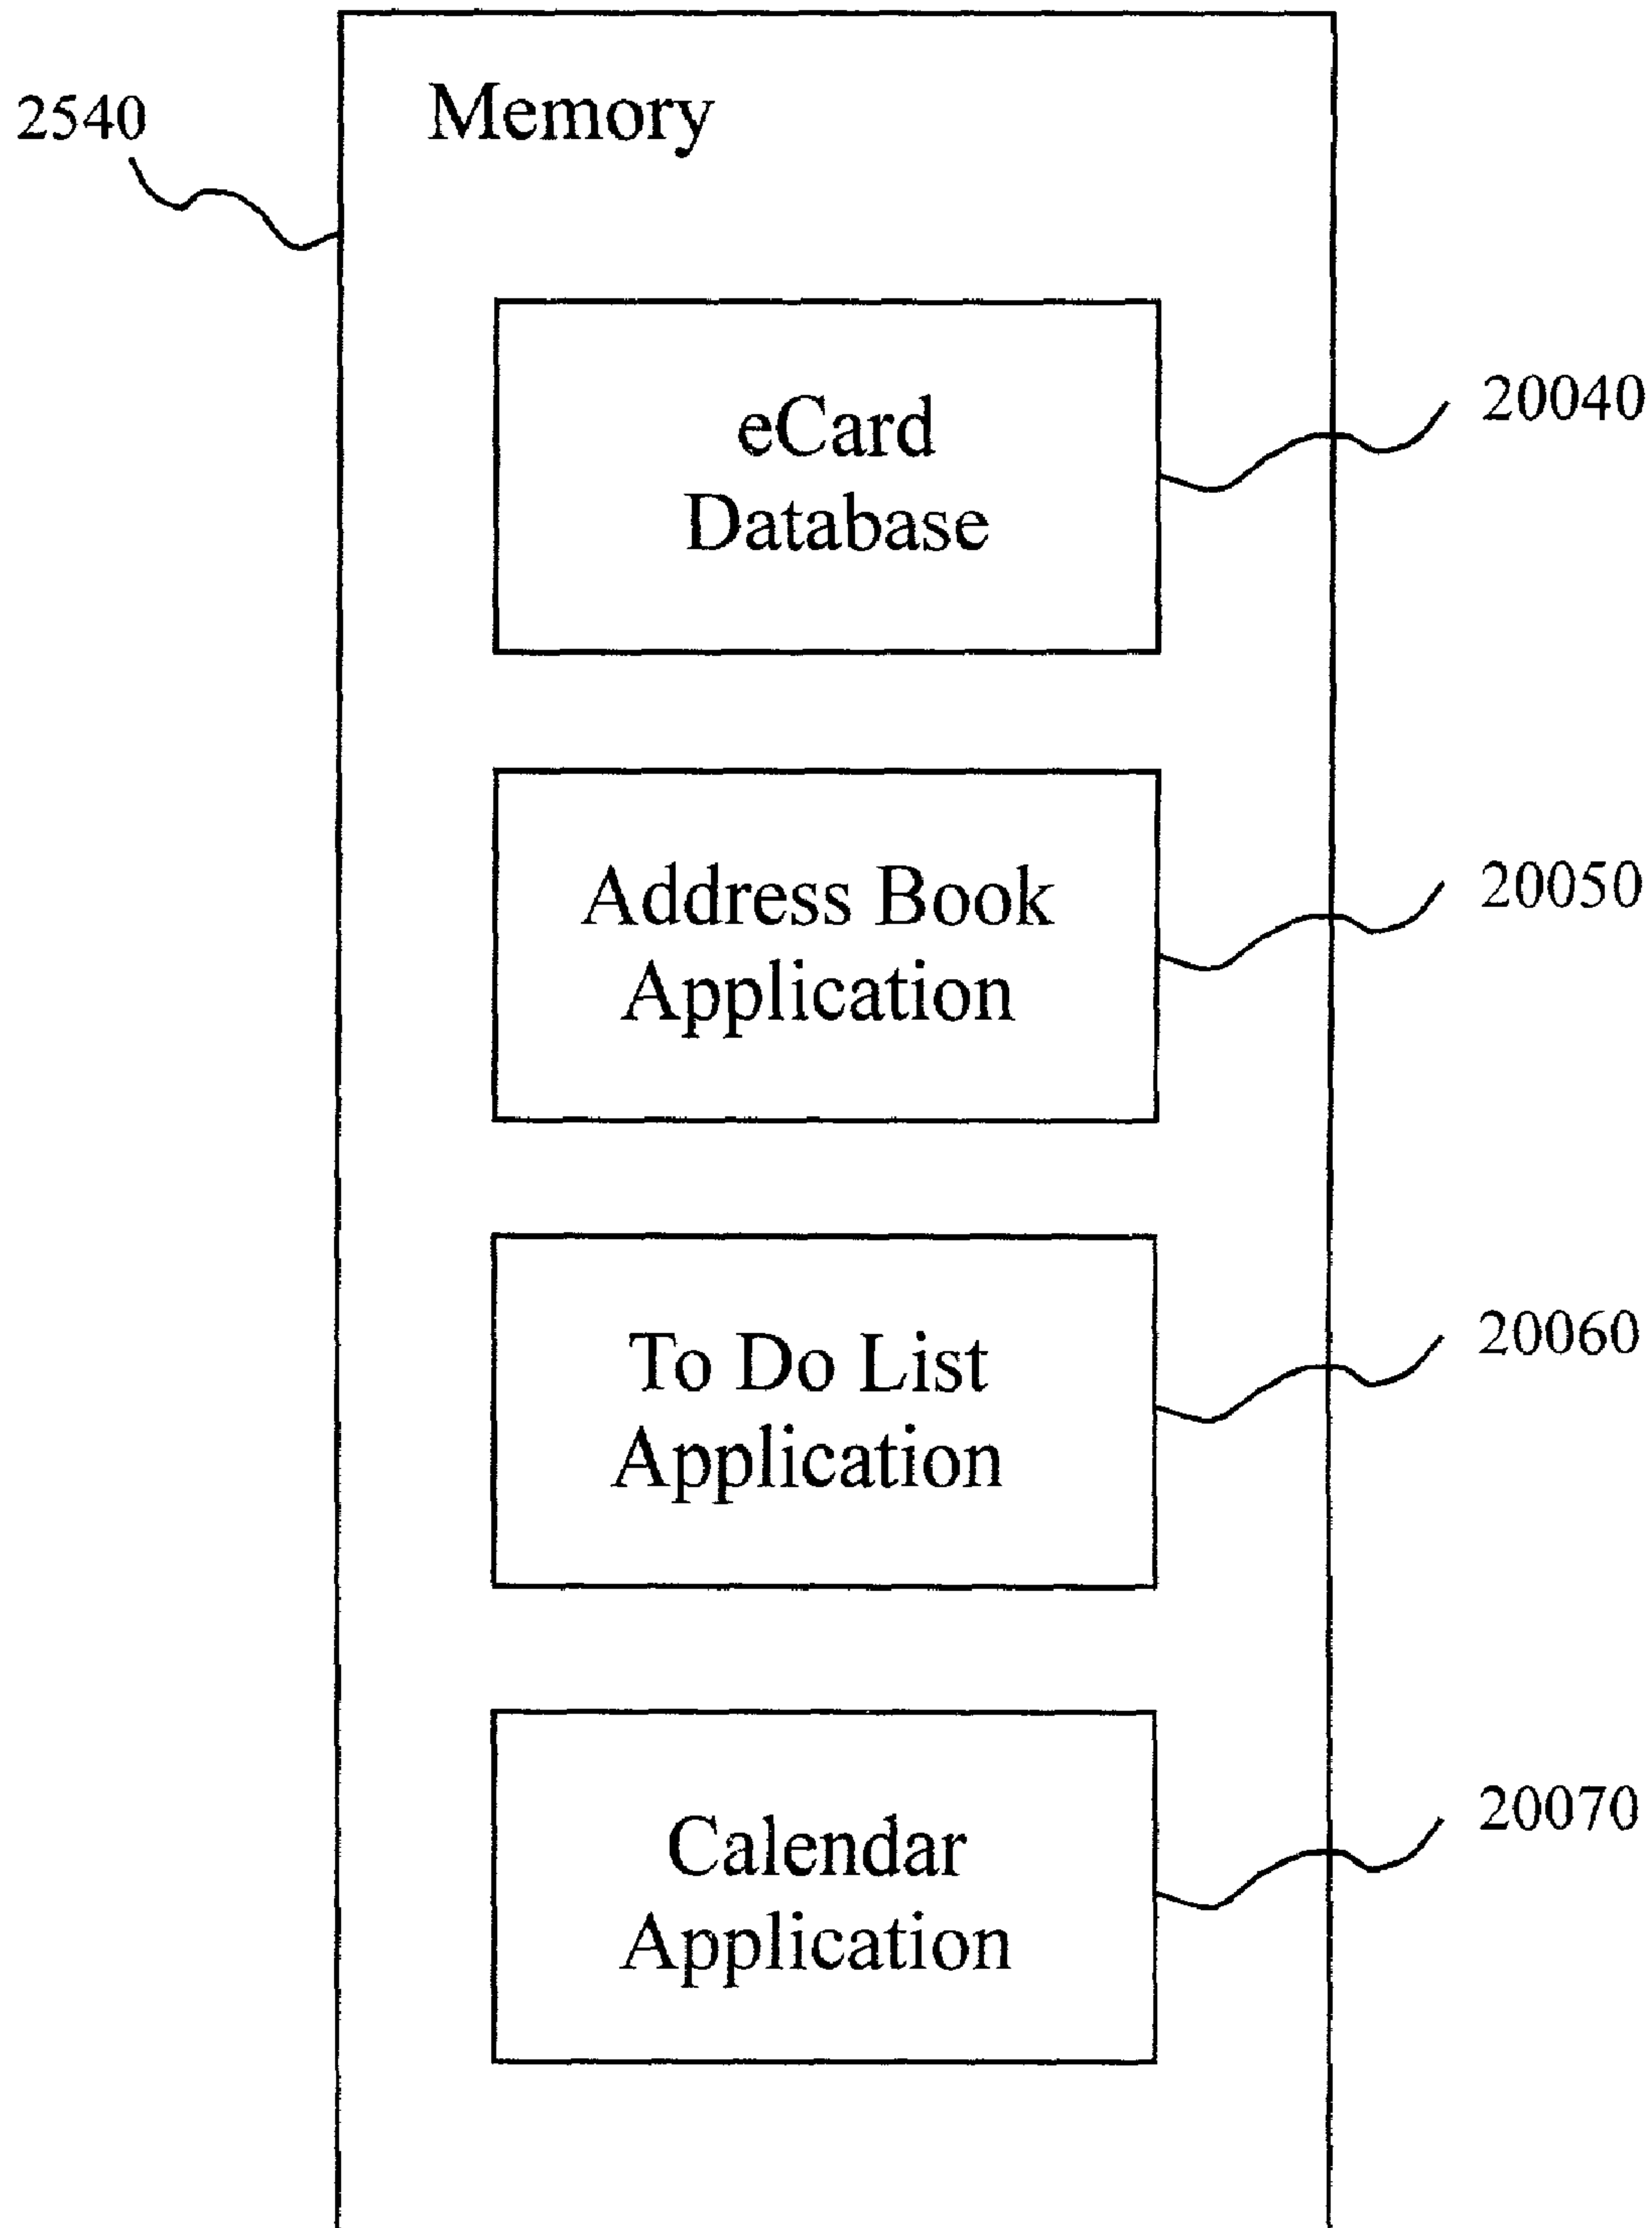 2540
Memory
eCard
Database
20040
Address Book
Application
20050
To Do List
Application
20060
Calendar
Application
20070